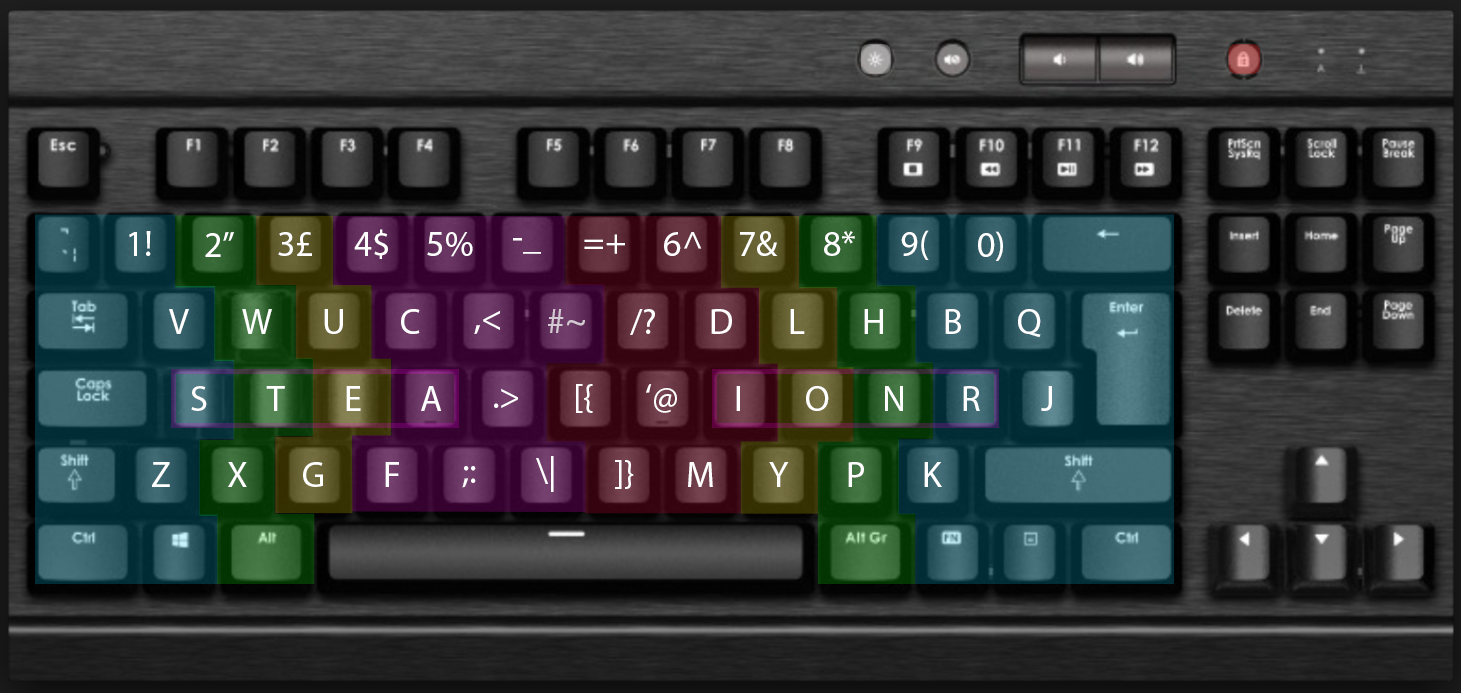 A
Esc F1 F2 F3 F4 F5 F6 F7 F8 F9 F10 F11 F12 PrtScn Scroll Pause
SysRq Lock Break
1! 2” 3£ 4$ 5% -_ =+ 6^ 7& 8* 9( 0) ← Insert Home Page
Up
Tab V W U C ,< #~ /? D L H B Q Enter Delete End Page
Down
Caps S T E A .> [{ ‘@ I O N R J
Lock
Shift Z X G F ;: \| ]} M Y P K Shift
Ctrl Alt Alt Gr FN Ctrl